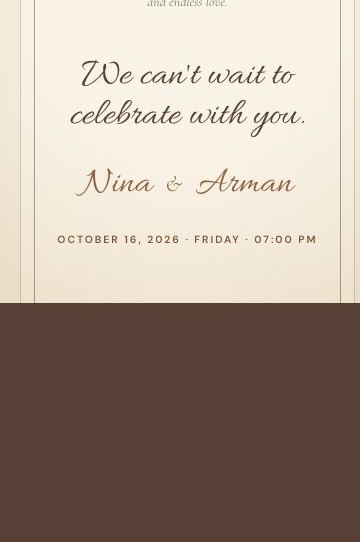 and endless love.
We can't wait to
celebrate with you.
Nina & Arman
OCTOBER 16, 2026 · FRIDAY · 07:00 PM